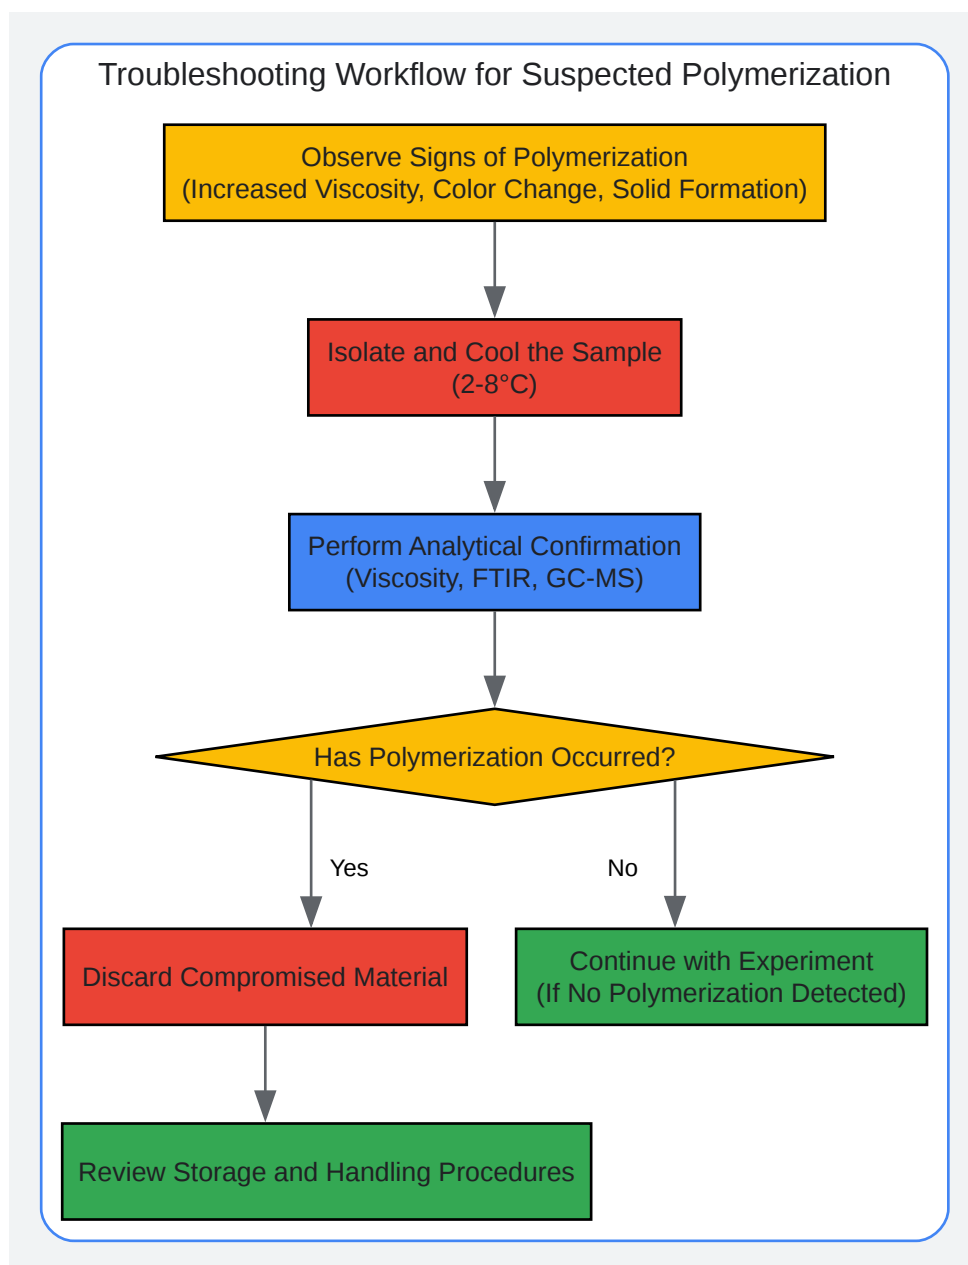 Troubleshooting Workflow for Suspected Polymerization
Observe Signs of Polymerization
(Increased Viscosity, Color Change, Solid Formation)
Isolate and Cool the Sample
(2-8°C)
Perform Analytical Confirmation
(Viscosity, FTIR, GC-MS)
Has Polymerization Occurred?
Yes
No
Discard Compromised Material
Continue with Experiment
(If No Polymerization Detected)
Review Storage and Handling Procedures